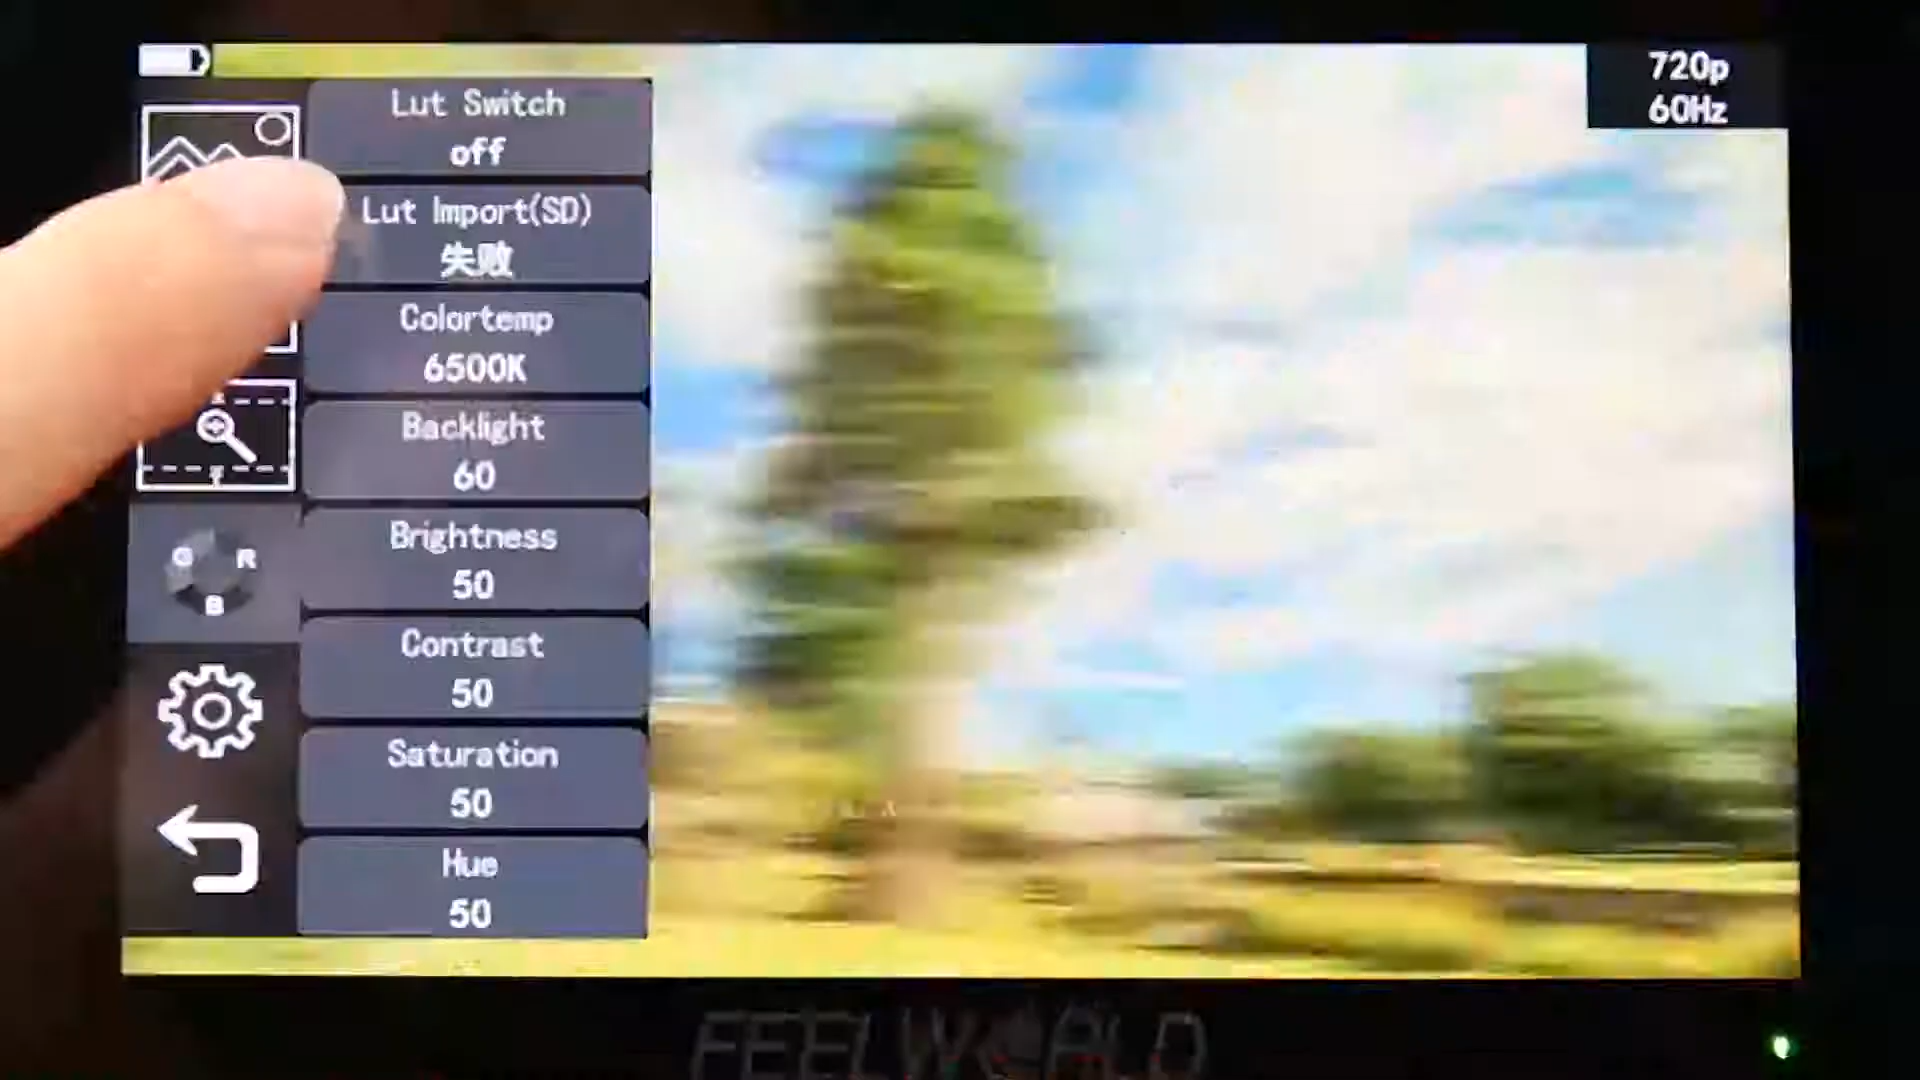 720p
60Hz
Lut Switch
off
Lut Import(SD)
失败
Colortemp
6500K
Backlight
60
Brightness
50
Contrast
50
Saturation
50
Hue
50
G R
B
FEELWORLD